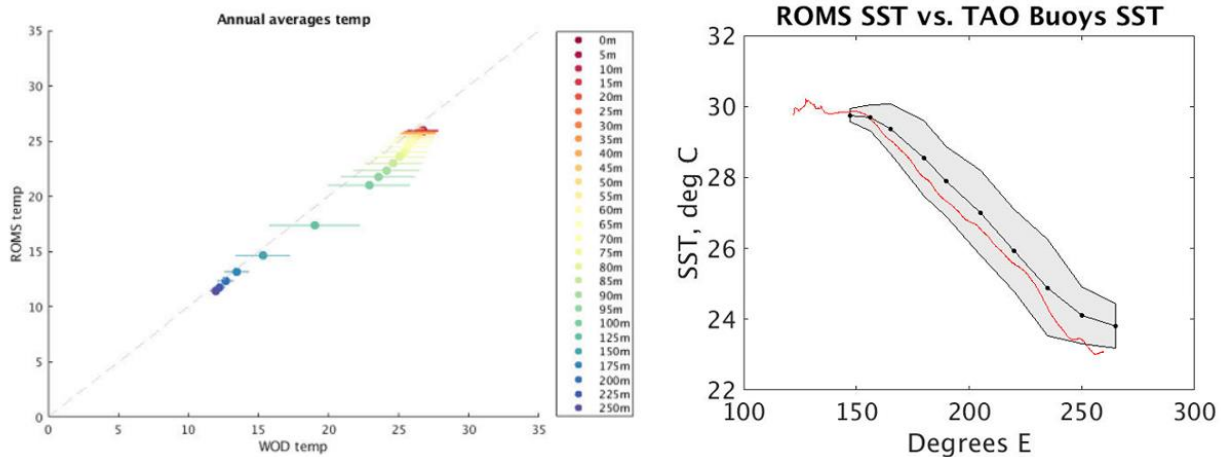 Annual averages temp
ROMS temp
35
30
25
20
15
10
5
0
0 5 10 15 20 25 30 35
WOD temp
0m
5m
10m
15m
20m
25m
30m
35m
40m
45m
50m
55m
60m
65m
70m
75m
80m
85m
90m
95m
100m
125m
150m
175m
200m
225m
250m
ROMS SST vs. TAO Buoys SST
SST, deg C
32
30
28
26
24
22
100 150 200 250 300
Degrees E